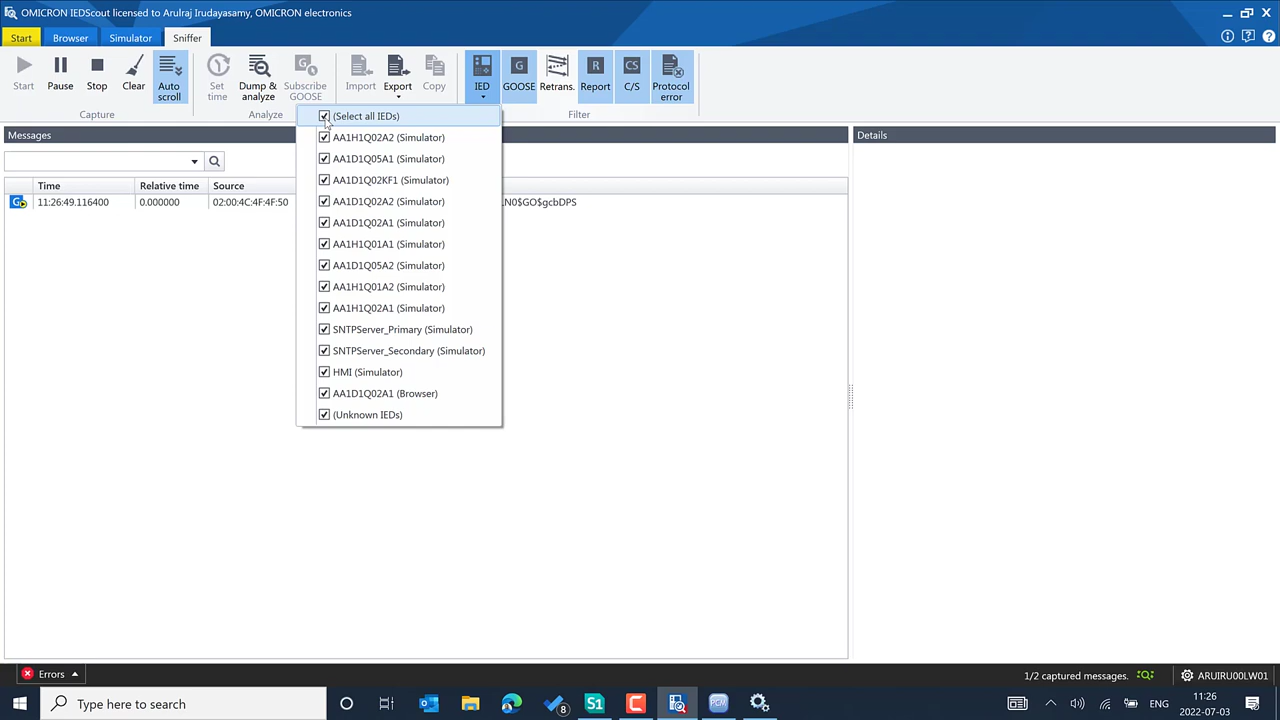 OMICRON IEDScout licensed to Arulraj Irudayasamy, OMICRON electronics
Start Browser Simulator Sniffer
Start Pause Stop Clear Auto scroll Set time Dump & analyze Subscribe GOOSE Import Export Copy IED GOOSE Retrans. Report C/S Protocol error
Capture Analyze Filter
Messages Details
Time Relative time Source
11:26:49.116400 0.000000 02:00:4C:4F:4F:50 LN0$GO$gcbDPS
(Select all IEDs)
AA1H1Q02A2 (Simulator)
AA1D1Q05A1 (Simulator)
AA1D1Q02KF1 (Simulator)
AA1D1Q02A2 (Simulator)
AA1D1Q02A1 (Simulator)
AA1H1Q01A1 (Simulator)
AA1D1Q05A2 (Simulator)
AA1H1Q01A2 (Simulator)
AA1H1Q02A1 (Simulator)
SNTPServer_Primary (Simulator)
SNTPServer_Secondary (Simulator)
HMI (Simulator)
AA1D1Q02A1 (Browser)
(Unknown IEDs)
Errors 1/2 captured messages. ARUIRU00LW01
Type here to search 8 S1 PCM ENG 11:26
2022-07-03